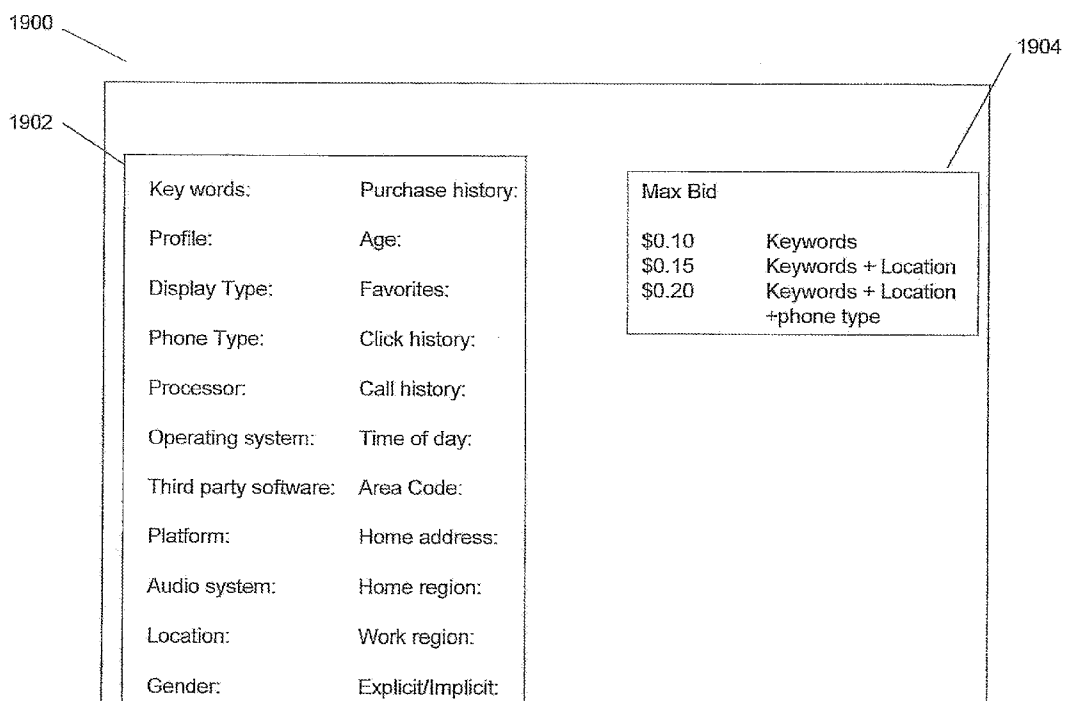 1900
1904
1902
Key words: Purchase history:
Profile: Age:
Display Type: Favorites:
Phone Type: Click history:
Processor: Call history:
Operating system: Time of day:
Third party software: Area Code:
Platform: Home address:
Audio system: Home region:
Location: Work region:
Gender: Explicit/Implicit:
Max Bid
$0.10 Keywords
$0.15 Keywords + Location
$0.20 Keywords + Location
+phone type